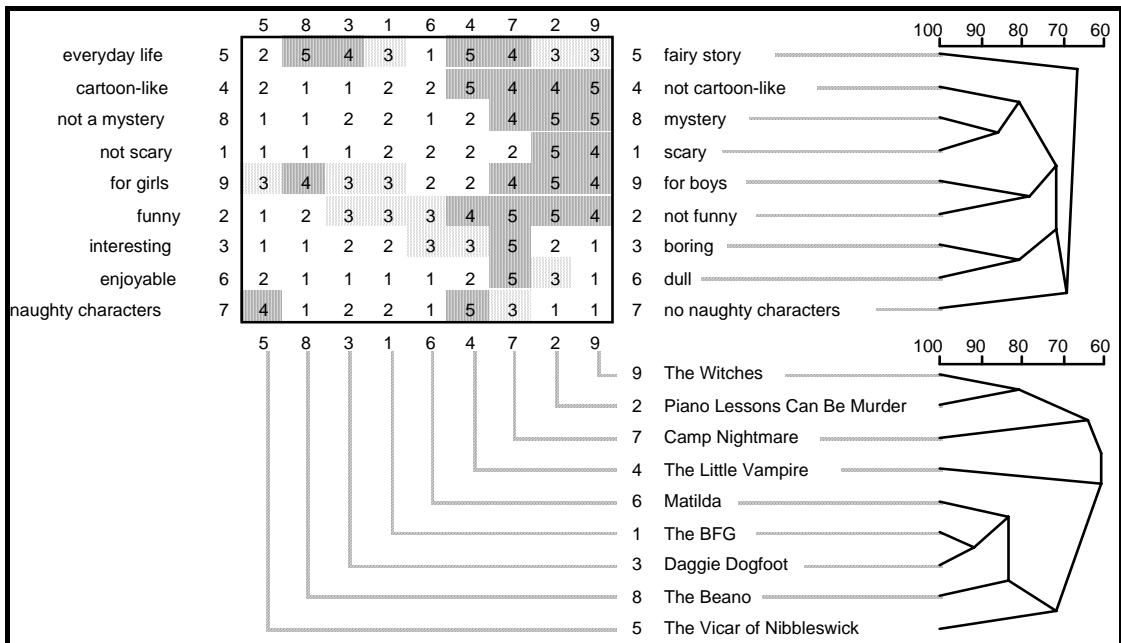 5 8 3 1 6 4 7 2 9
100 90 80 70 60
everyday life 5 2 5 4 3 1 5 4 3 3 5 fairy story
cartoon-like 4 2 1 1 2 2 5 4 4 5 4 not cartoon-like
not a mystery 8 1 1 2 2 1 2 4 5 5 8 mystery
not scary 1 1 1 1 2 2 2 2 5 4 1 scary
for girls 9 3 4 3 3 2 2 4 5 4 9 for boys
funny 2 1 2 3 3 3 4 5 5 4 2 not funny
interesting 3 1 1 2 2 3 3 5 2 1 3 boring
enjoyable 6 2 1 1 1 1 2 5 3 1 6 dull
naughty characters 7 4 1 2 2 1 5 3 1 1 7 no naughty characters
5 8 3 1 6 4 7 2 9
100 90 80 70 60
9 The Witches
2 Piano Lessons Can Be Murder
7 Camp Nightmare
4 The Little Vampire
6 Matilda
1 The BFG
3 Daggie Dogfoot
8 The Beano
5 The Vicar of Nibbleswick